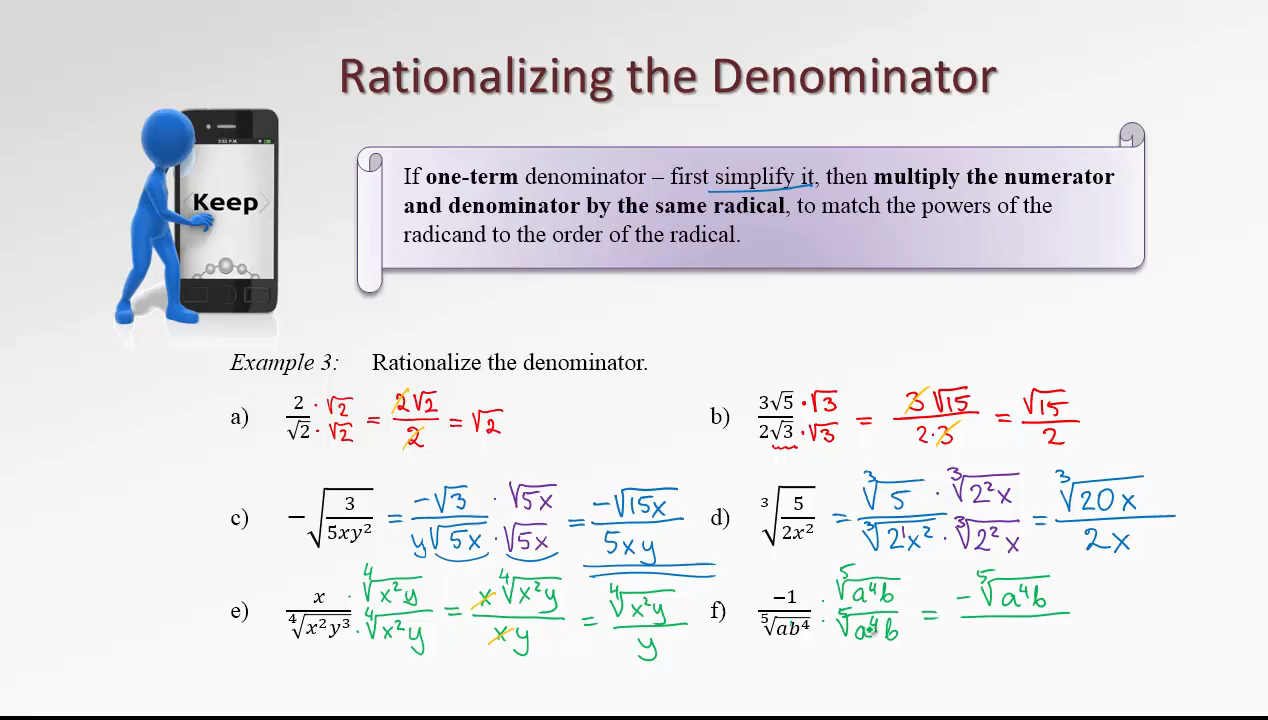 Rationalizing the Denominator
5:52 P.M.
Keep
If one-term denominator – first simplify it, then multiply the numerator
and denominator by the same radical, to match the powers of the
radicand to the order of the radical.
Example 3: Rationalize the denominator.
a) 2/√2 · √2/√2 = 2√2/2 = √2
b) 3√5/2√3 · √3/√3 = 3√15/2·3 = √15/2
c) −√(3/5xy²) = −√3/y√5x · √5x/√5x = −√15x/5xy
d) ∛(5/2x²) = ∛5/∛2¹x² · ∛2²x/∛2²x = ∛20x/2x
e) x/∜x²y³ · ∜x²y/∜x²y = x∜x²y/xy = ∜x²y/y
f) −1/⁵√ab⁴ · ⁵√a⁴b/⁵√a⁴b = −⁵√a⁴b